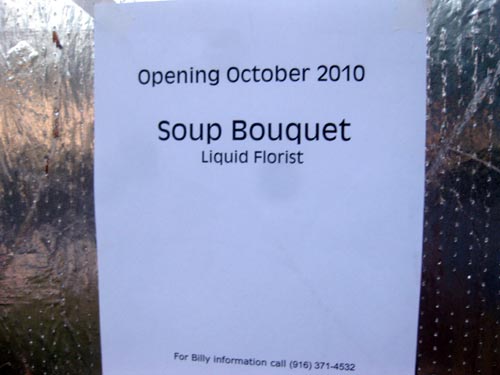 Opening October 2010
Soup Bouquet
Liquid Florist
For Billy information call (916) 371-4532